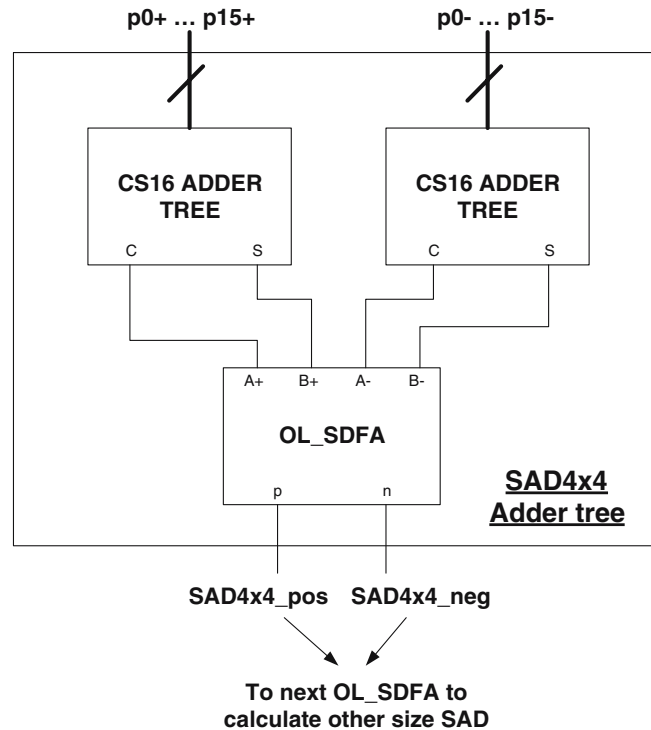 p0+ ... p15+ p0- ... p15-
CS16 ADDER TREE CS16 ADDER TREE
C S C S
A+ B+ A- B-
OL_SDFA
p n
SAD4x4
Adder tree
SAD4x4_pos SAD4x4_neg
To next OL_SDFA to
calculate other size SAD